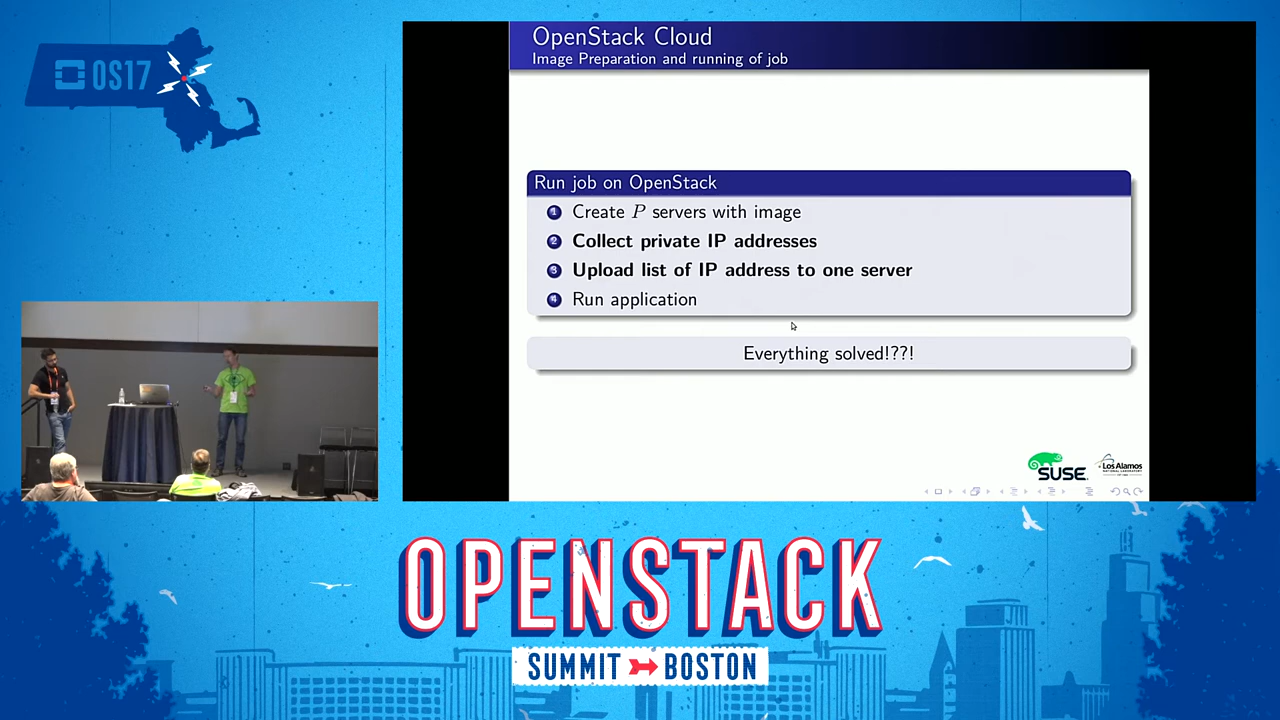 OS17
OpenStack Cloud
Image Preparation and running of job
Run job on OpenStack
1 Create P servers with image
2 Collect private IP addresses
3 Upload list of IP address to one server
4 Run application
Everything solved!??!
SUSE
Los Alamos
NATIONAL LABORATORY
OPENSTACK
SUMMIT BOSTON